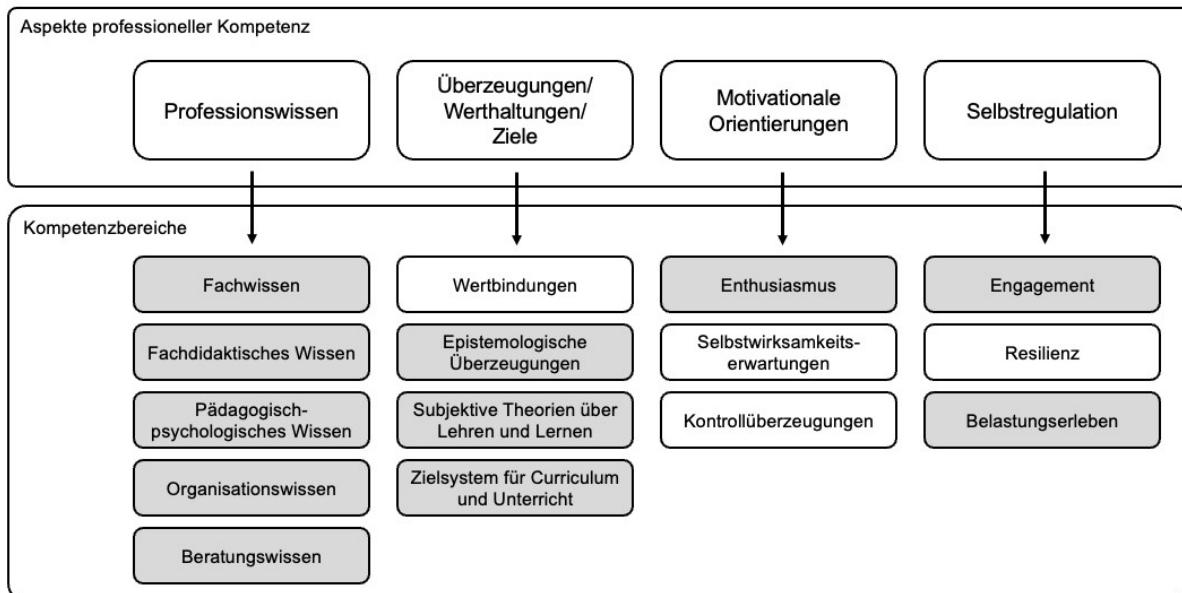 Aspekte professioneller Kompetenz
Professionswissen
Überzeugungen/
Werthaltungen/
Ziele
Motivationale
Orientierungen
Selbstregulation
Kompetenzbereiche
Fachwissen
Fachdidaktisches Wissen
Pädagogisch-
psychologisches Wissen
Organisationswissen
Beratungswissen
Wertbindungen
Epistemologische
Überzeugungen
Subjektive Theorien über
Lehren und Lernen
Zielsystem für Curriculum
und Unterricht
Enthusiasmus
Selbstwirksamkeits-
erwartungen
Kontrollüberzeugungen
Engagement
Resilienz
Belastungserleben